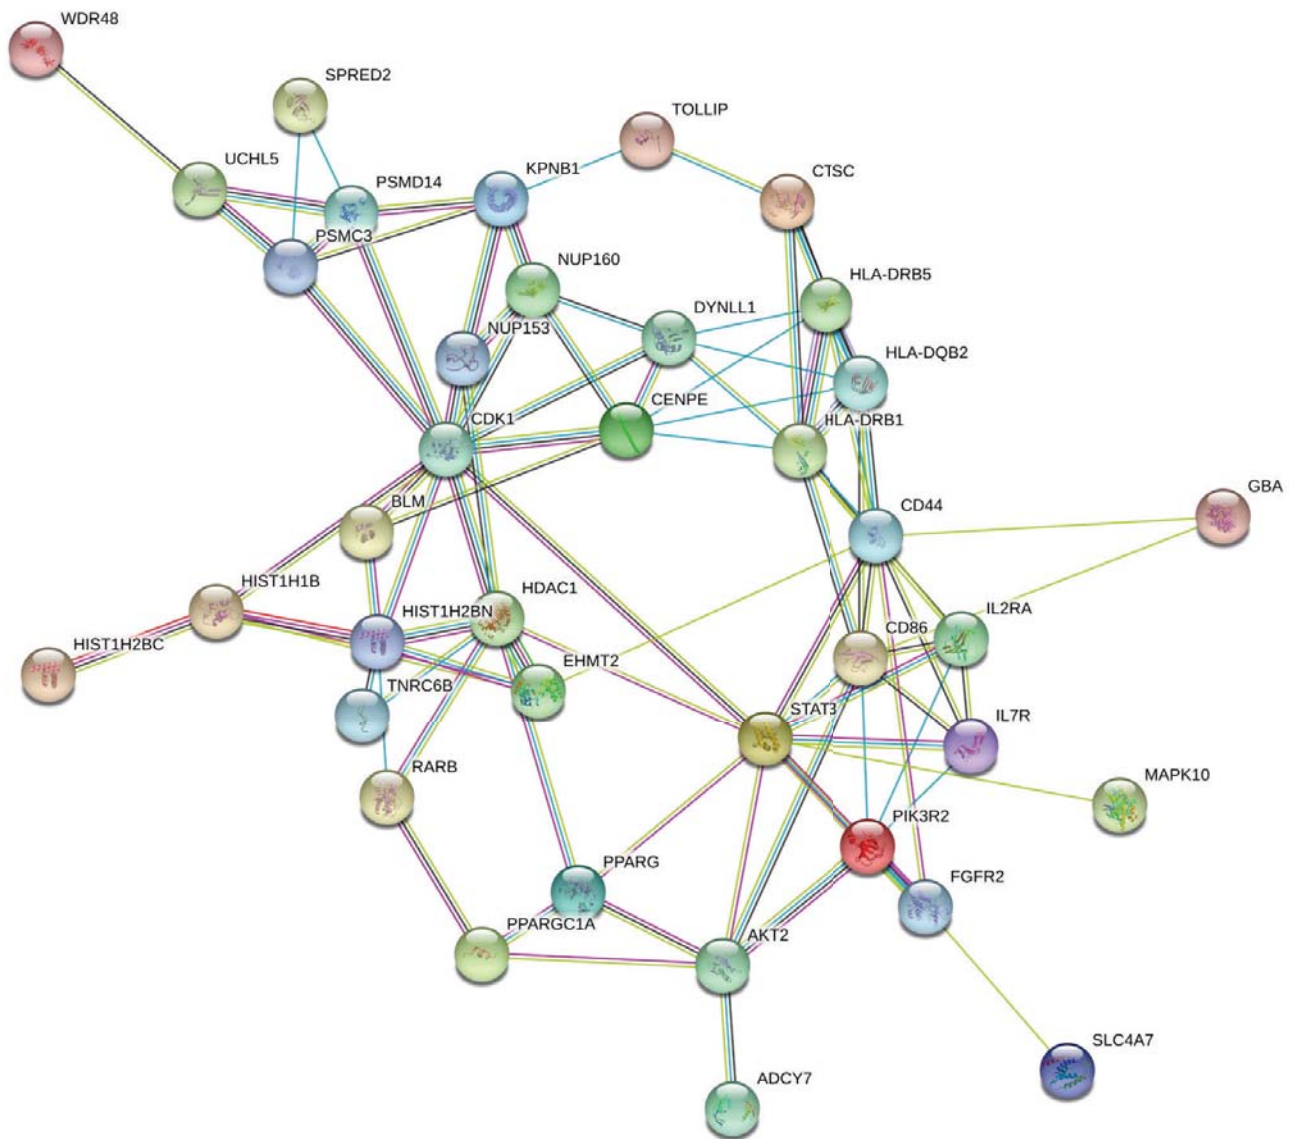 WDR48
SPRED2
TOLLIP
UCHL5
KPNB1
CTSC
PSMD14
PSMC3
NUP160
HLA-DRB5
DYNLL1
NUP153
HLA-DQB2
CENPE
CDK1
HLA-DRB1
GBA
BLM
CD44
HIST1H1B
HDAC1
HIST1H2BN
IL2RA
CD86
HIST1H2BC
EHMT2
TNRC6B
STAT3
IL7R
RARB
MAPK10
PIK3R2
PPARG
FGFR2
PPARGC1A
AKT2
SLC4A7
ADCY7